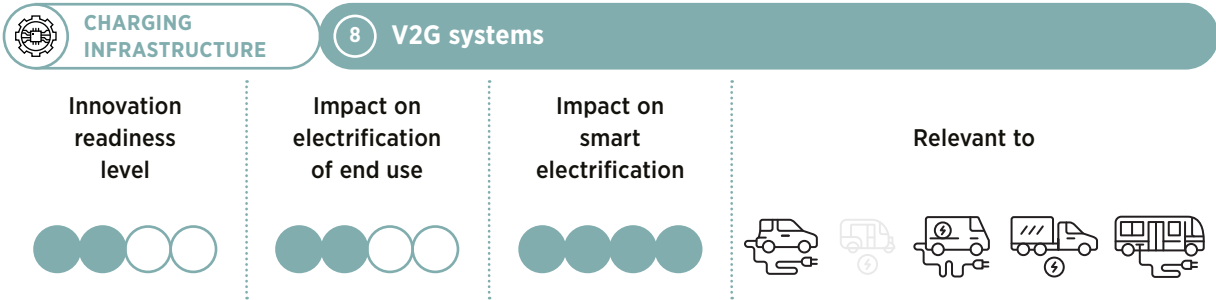 CHARGING
INFRASTRUCTURE
8 V2G systems
Innovation
readiness
level
Impact on
electrification
of end use
Impact on
smart
electrification
Relevant to